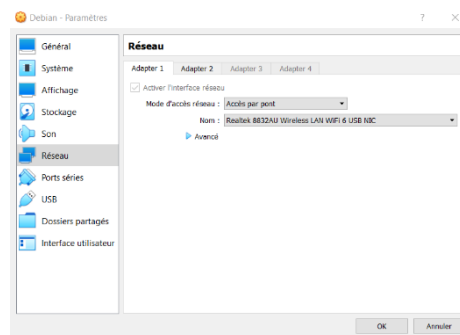 Debian - Paramètres
?
Général
Système
Affichage
Stockage
Son
Réseau
Ports séries
USB
Dossiers partagés
Interface utilisateur
Réseau
Adapter 1 Adapter 2 Adapter 3 Adapter 4
Activer l'interface réseau
Mode d'accès réseau : Accès par pont
Nom : Realtek 8832AU Wireless LAN WiFi 6 USB NIC
Avancé
OK Annuler